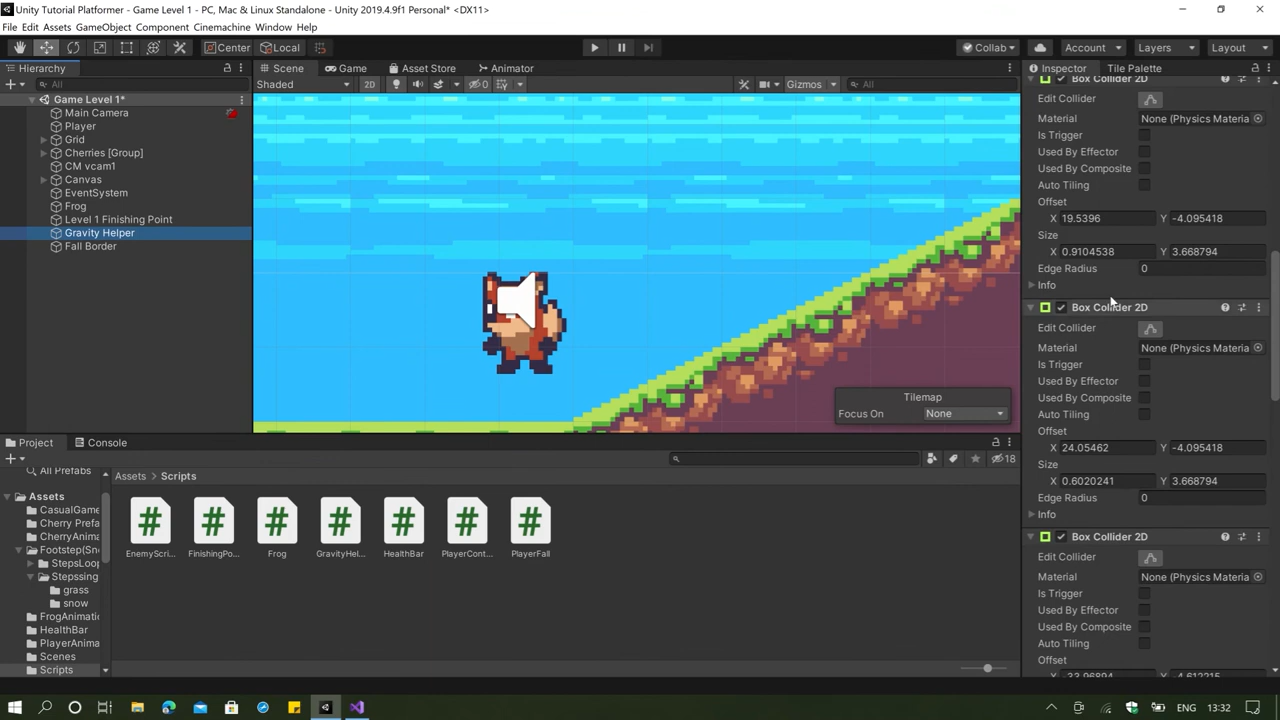 Unity Tutorial Platformer - Game Level 1 - PC, Mac & Linux Standalone - Unity 2019.4.9f1 Personal* <DX11>
File Edit Assets GameObject Component Cinemachine Window Help
Center Local Collab Account Layers Layout
Hierarchy Scene Game Asset Store Animator Inspector Tile Palette
All Shaded 2D 0 Gizmos All
Game Level 1*
Main Camera
Player
Grid
Cherries [Group]
CM vcam1
Canvas
EventSystem
Frog
Level 1 Finishing Point
Gravity Helper
Fall Border
Tilemap
Focus On None
Box Collider 2D
Edit Collider
Material None (Physics Materia
Is Trigger
Used By Effector
Used By Composite
Auto Tiling
Offset
X 19.5396 Y -4.095418
Size
X 0.9104538 Y 3.668794
Edge Radius 0
Info
Box Collider 2D
Edit Collider
Material None (Physics Materia
Is Trigger
Used By Effector
Used By Composite
Auto Tiling
Offset
X 24.05462 Y -4.095418
Size
X 0.6020241 Y 3.668794
Edge Radius 0
Info
Box Collider 2D
Edit Collider
Material None (Physics Materia
Is Trigger
Used By Effector
Used By Composite
Auto Tiling
Offset
X -33.96894 Y -4.612215
Project Console
18
All Prefabs
Assets
CasualGame
Cherry Prefa
CherryAnima
Footstep(Sno
StepsLoo
Stepssing
grass
snow
FrogAnimatio
HealthBar
PlayerAnima
Scenes
Scripts
Assets > Scripts
EnemyScri... FinishingPo... Frog GravityHel... HealthBar PlayerCont... PlayerFall
ENG 13:32